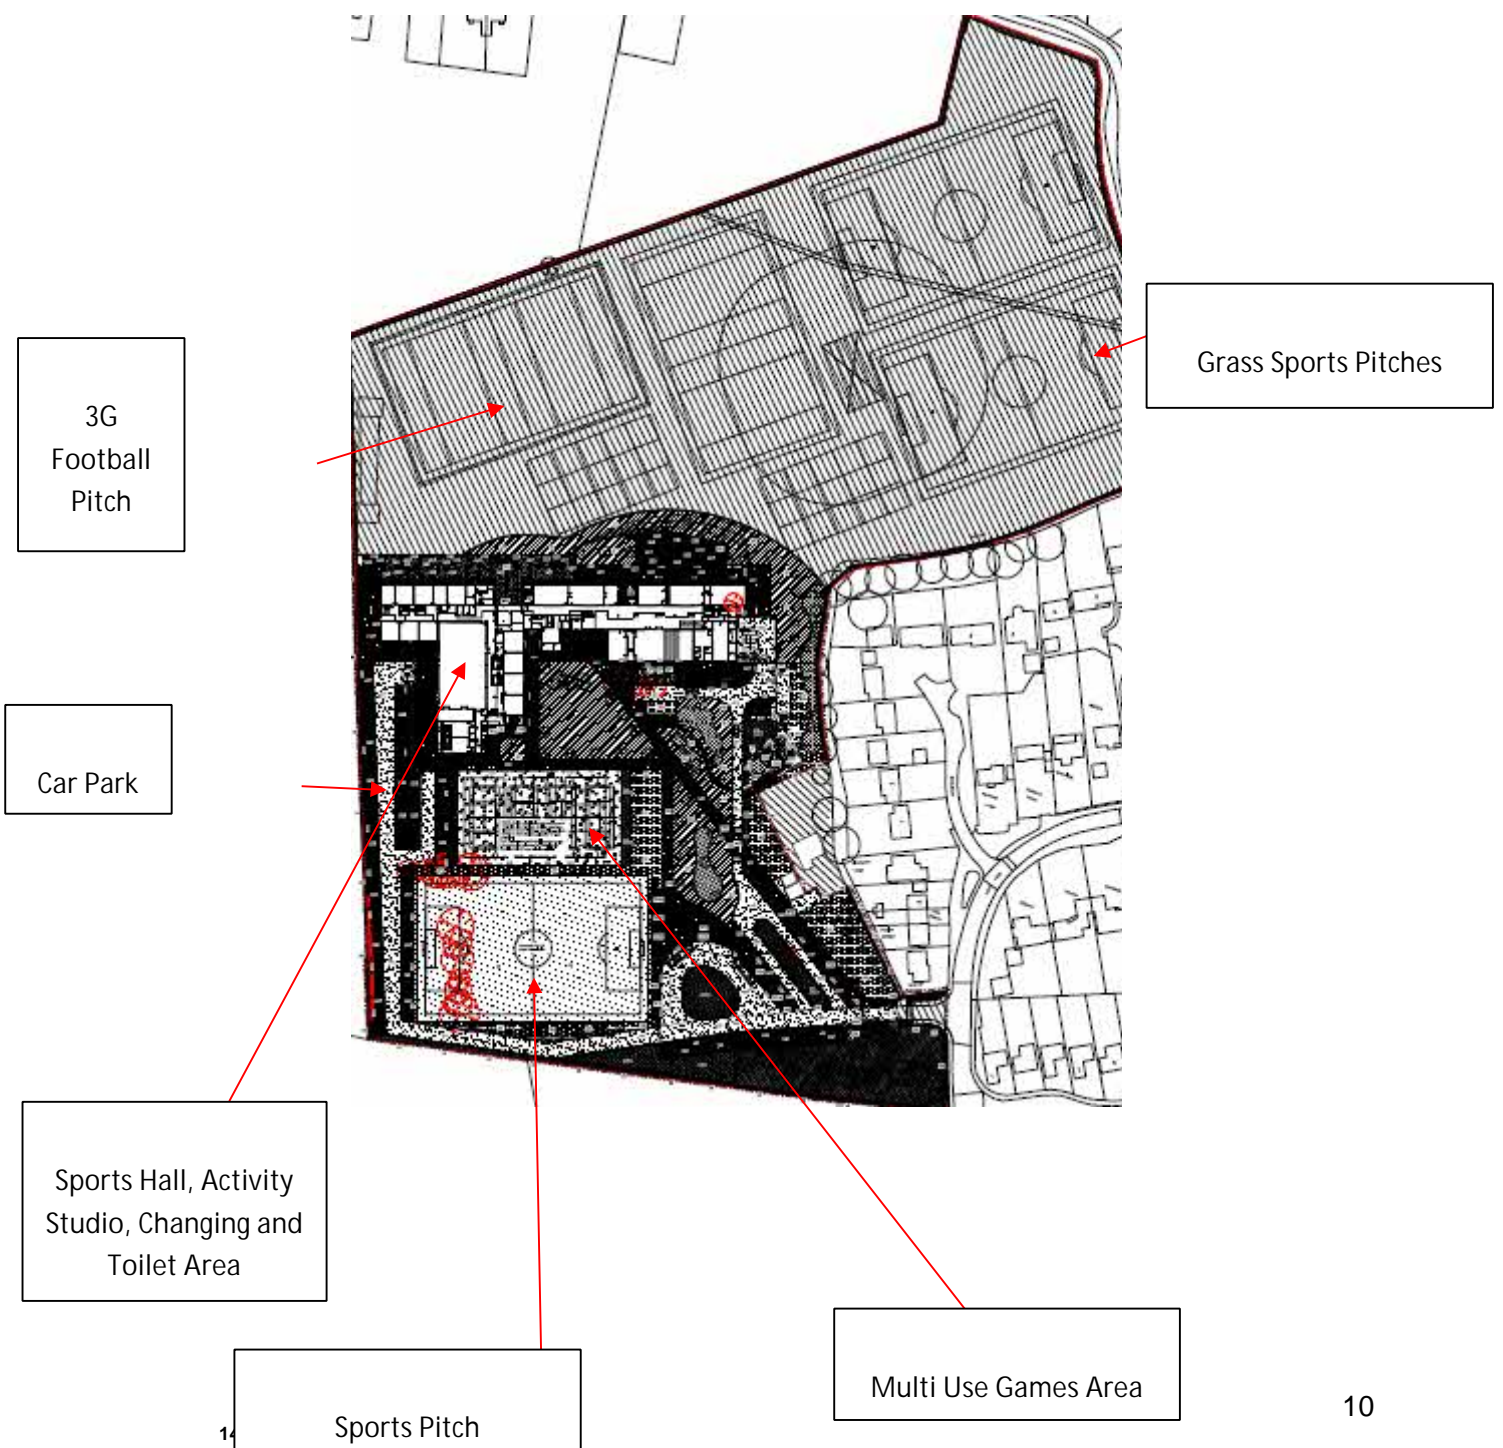 Grass Sports Pitches
3G
Football
Pitch
Car Park
Sports Hall, Activity
Studio, Changing and
Toilet Area
Multi Use Games Area
Sports Pitch
10